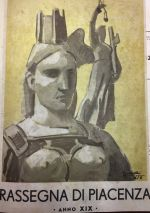 RASSEGNA DI PIACENZA
• ANNO XIX •